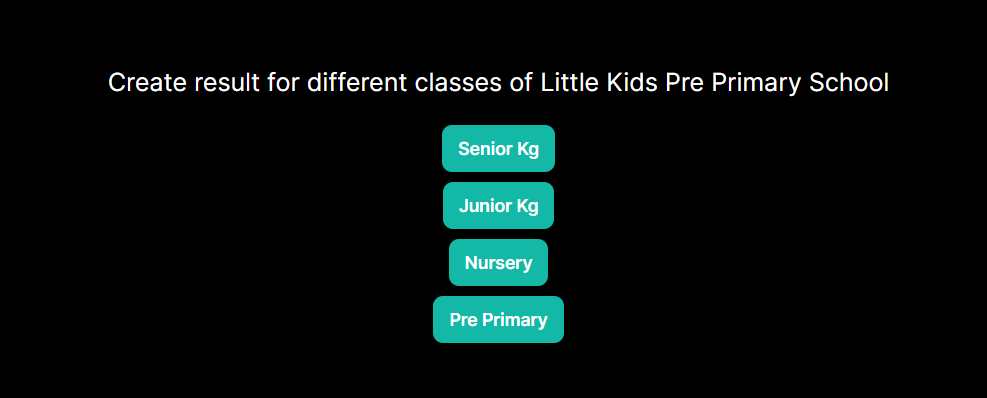 Create result for different classes of Little Kids Pre Primary School
Senior Kg
Junior Kg
Nursery
Pre Primary